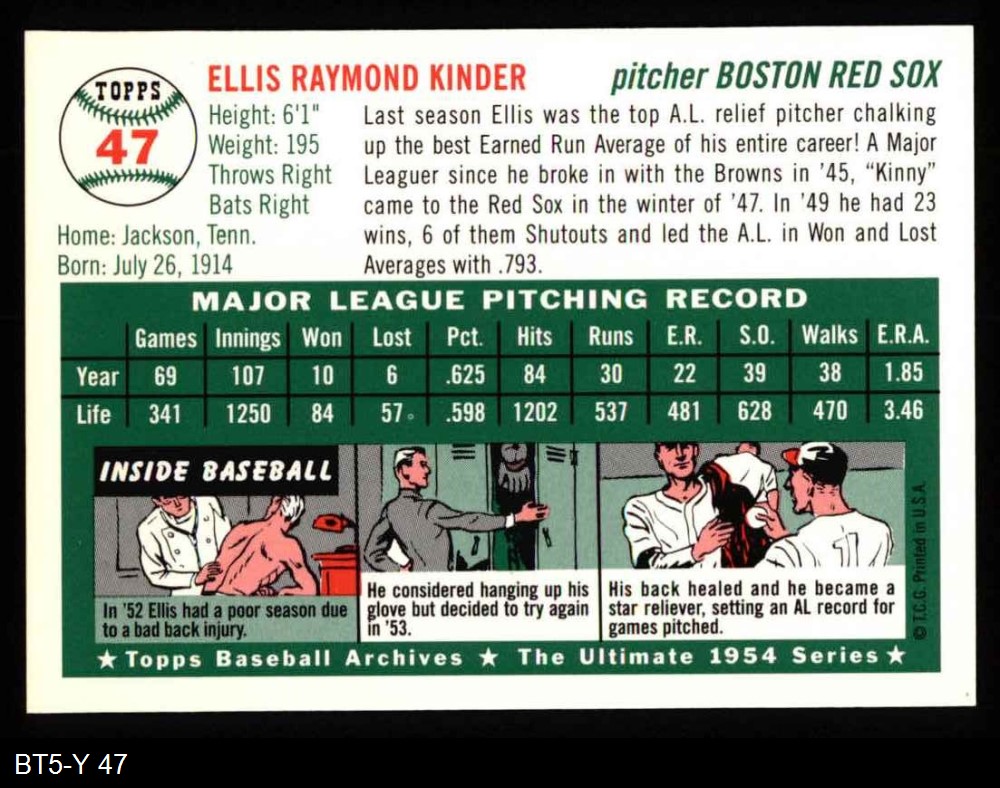 TOPPS
47
ELLIS RAYMOND KINDER
pitcher BOSTON RED SOX
Height: 6'1"
Weight: 195
Throws Right
Bats Right
Home: Jackson, Tenn.
Born: July 26, 1914
Last season Ellis was the top A.L. relief pitcher chalking
up the best Earned Run Average of his entire career! A Major
Leaguer since he broke in with the Browns in '45, "Kinny"
came to the Red Sox in the winter of '47. In '49 he had 23
wins, 6 of them Shutouts and led the A.L. in Won and Lost
Averages with .793.
MAJOR LEAGUE PITCHING RECORD
Games Innings Won Lost Pct. Hits Runs E.R. S.O. Walks E.R.A.
Year 69 107 10 6 .625 84 30 22 39 38 1.85
Life 341 1250 84 57 .598 1202 537 481 628 470 3.46
INSIDE BASEBALL
In '52 Ellis had a poor season due
to a bad back injury.
He considered hanging up his
glove but decided to try again
in '53.
His back healed and he became a
star reliever, setting an AL record for
games pitched.
© T.C.G. Printed in U.S.A.
★ Topps Baseball Archives ★ The Ultimate 1954 Series ★
BT5-Y 47